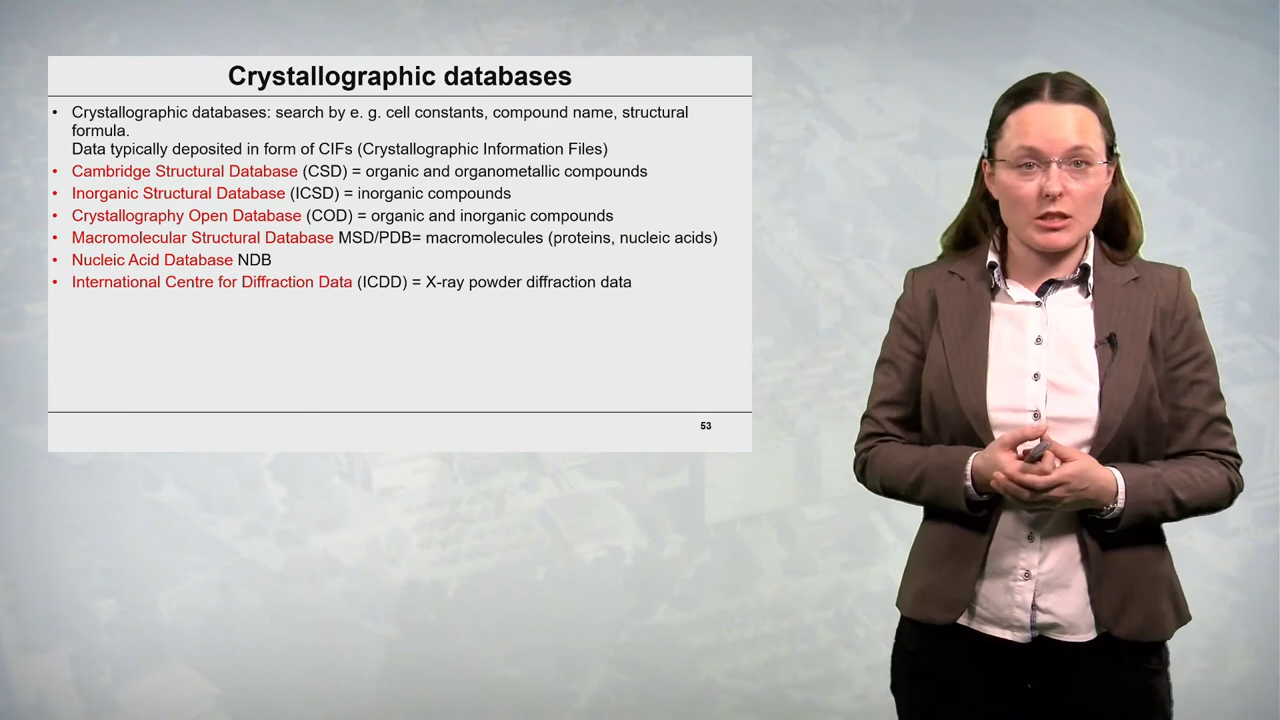 Crystallographic databases
• Crystallographic databases: search by e. g. cell constants, compound name, structural
formula.
Data typically deposited in form of CIFs (Crystallographic Information Files)
• Cambridge Structural Database (CSD) = organic and organometallic compounds
• Inorganic Structural Database (ICSD) = inorganic compounds
• Crystallography Open Database (COD) = organic and inorganic compounds
• Macromolecular Structural Database MSD/PDB= macromolecules (proteins, nucleic acids)
• Nucleic Acid Database NDB
• International Centre for Diffraction Data (ICDD) = X-ray powder diffraction data
53